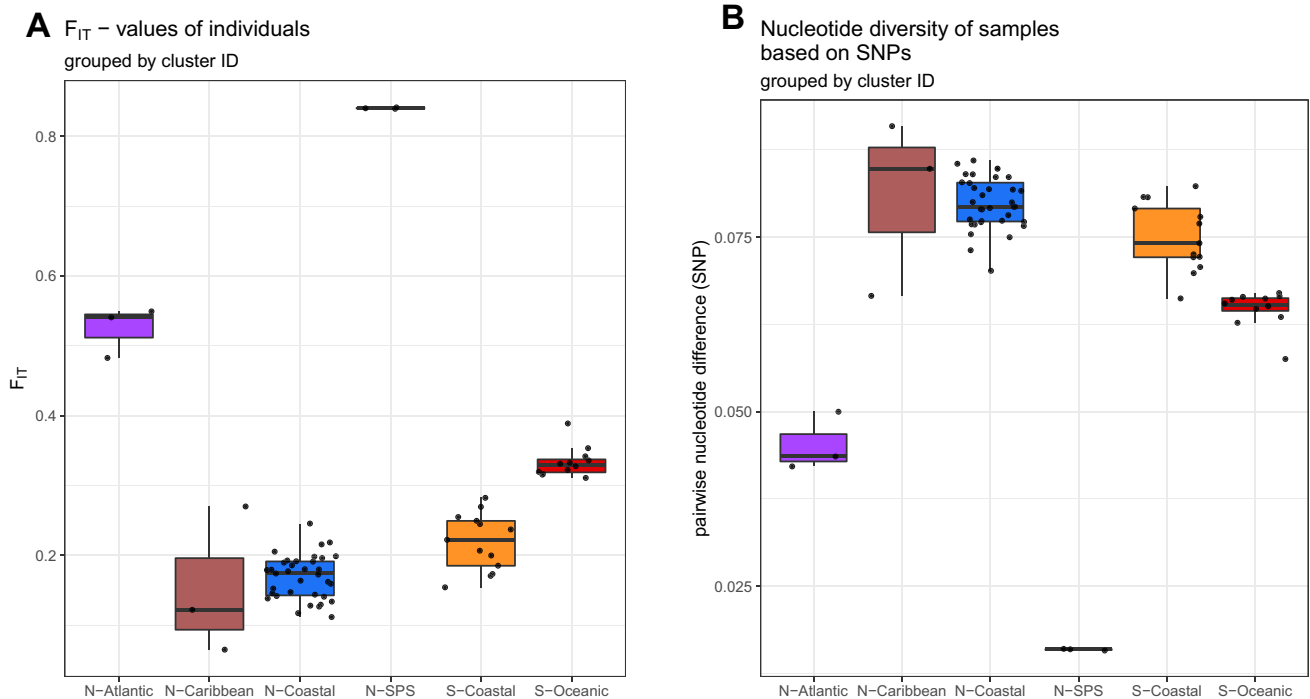 A F_IT − values of individuals
grouped by cluster ID
F_IT
0.8
0.6
0.4
0.2
N−Atlantic N−Caribbean N−Coastal N−SPS S−Coastal S−Oceanic
B Nucleotide diversity of samples
based on SNPs
grouped by cluster ID
pairwise nucleotide difference (SNP)
0.075
0.050
0.025
N−Atlantic N−Caribbean N−Coastal N−SPS S−Coastal S−Oceanic